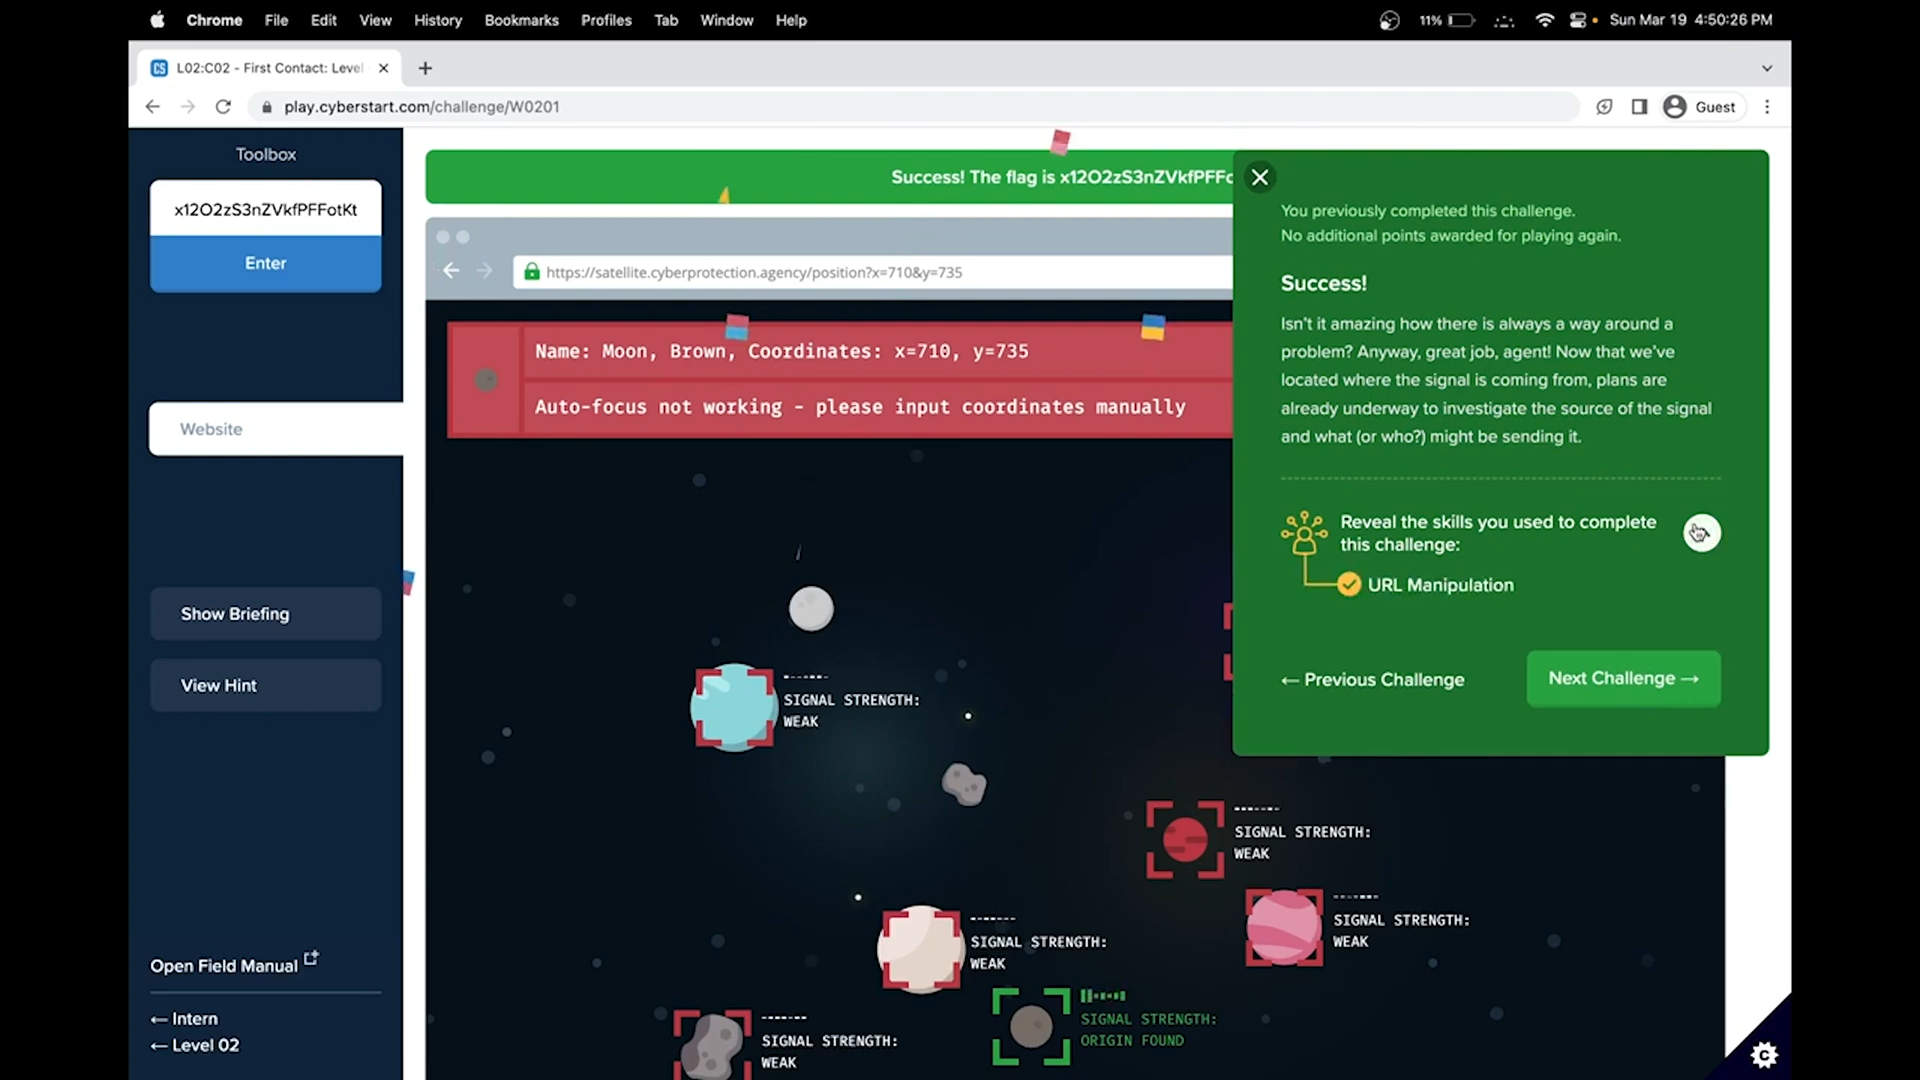 Chrome File Edit View History Bookmarks Profiles Tab Window Help
11% Sun Mar 19 4:50:26 PM
CS L02:C02 - First Contact: Level
play.cyberstart.com/challenge/W0201
Guest
Toolbox
x12O2zS3nZVkfPFFotKt
Enter
Website
Show Briefing
View Hint
Open Field Manual
← Intern
← Level 02
Success! The flag is x12O2zS3nZVkfPFFo
https://satellite.cyberprotection.agency/position?x=710&y=735
Name: Moon, Brown, Coordinates: x=710, y=735
Auto-focus not working - please input coordinates manually
You previously completed this challenge.
No additional points awarded for playing again.
Success!
Isn't it amazing how there is always a way around a
problem? Anyway, great job, agent! Now that we've
located where the signal is coming from, plans are
already underway to investigate the source of the signal
and what (or who?) might be sending it.
Reveal the skills you used to complete
this challenge:
URL Manipulation
← Previous Challenge
Next Challenge →
SIGNAL STRENGTH:
WEAK
SIGNAL STRENGTH:
WEAK
SIGNAL STRENGTH:
WEAK
SIGNAL STRENGTH:
WEAK
SIGNAL STRENGTH:
ORIGIN FOUND
SIGNAL STRENGTH:
WEAK
C